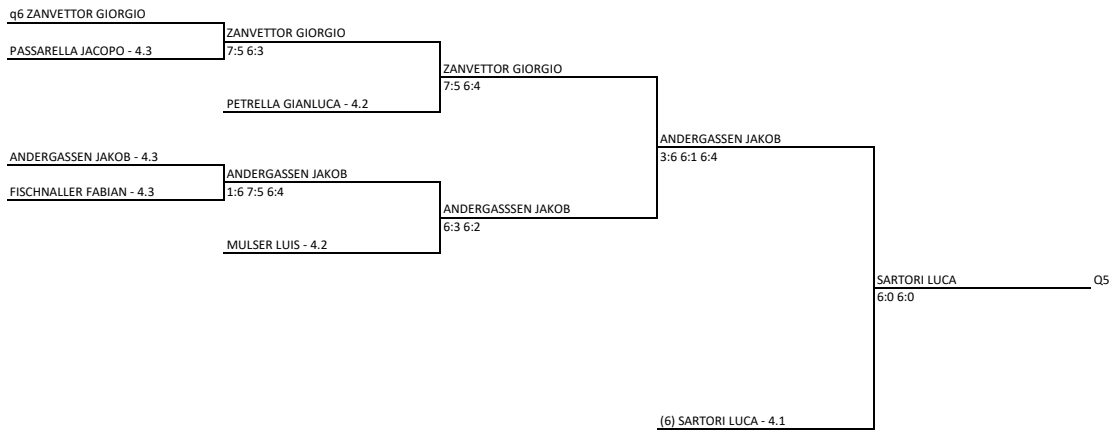 q6 ZANVETTOR GIORGIO
ZANVETTOR GIORGIO
PASSARELLA JACOPO - 4.3
7:5 6:3
ZANVETTOR GIORGIO
7:5 6:4
PETRELLA GIANLUCA - 4.2
ANDERGASSEN JAKOB
3:6 6:1 6:4
ANDERGASSEN JAKOB - 4.3
ANDERGASSEN JAKOB
FISCHNALLER FABIAN - 4.3
1:6 7:5 6:4
ANDERGASSSEN JAKOB
6:3 6:2
MULSER LUIS - 4.2
SARTORI LUCA
Q5
6:0 6:0
(6) SARTORI LUCA - 4.1